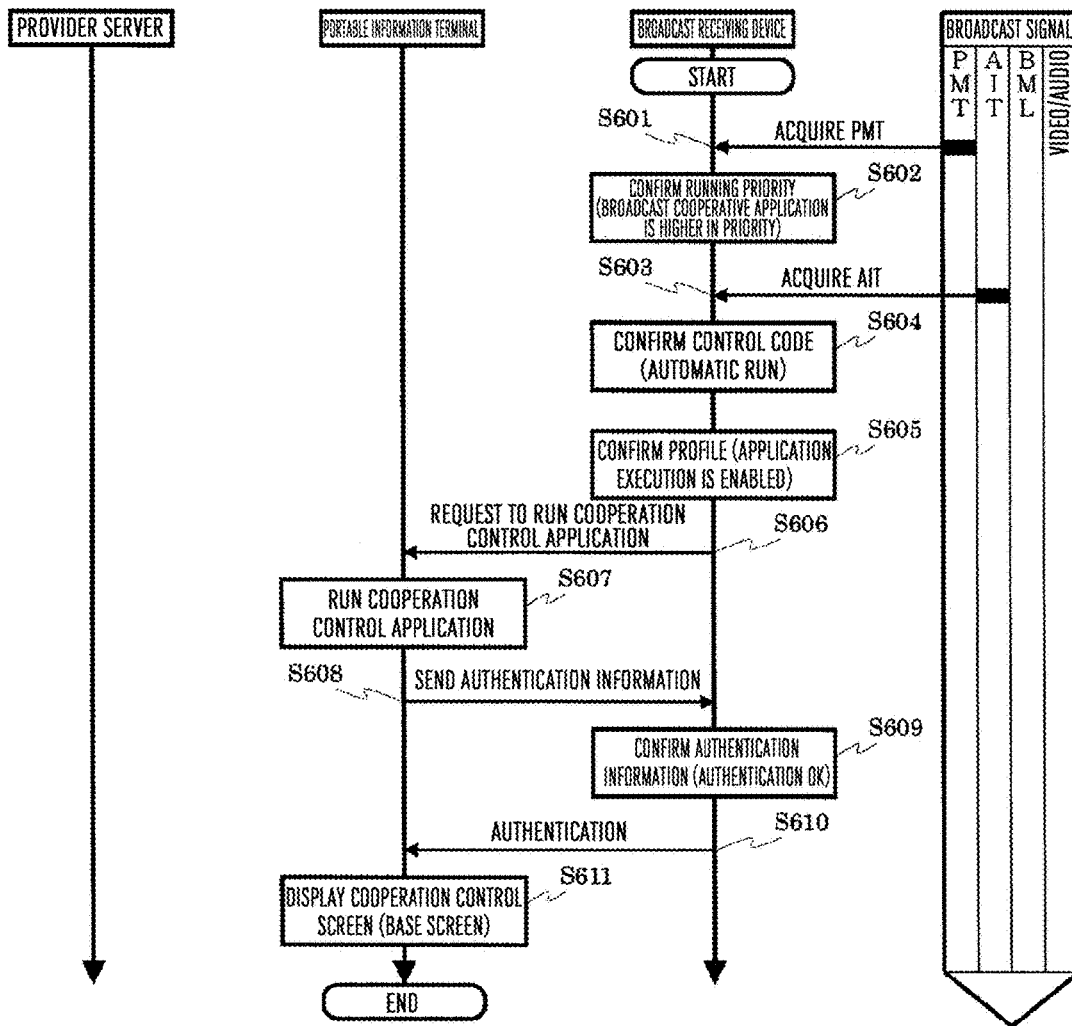 PROVIDER SERVER
PORTABLE INFORMATION TERMINAL
BROADCAST RECEIVING DEVICE
BROADCAST SIGNAL
PMT
AIT
BML
VIDEO/AUDIO
START
S601
ACQUIRE PMT
S602
CONFIRM RUNNING PRIORITY
(BROADCAST COOPERATIVE APPLICATION
IS HIGHER IN PRIORITY)
S603
ACQUIRE AIT
S604
CONFIRM CONTROL CODE
(AUTOMATIC RUN)
S605
CONFIRM PROFILE (APPLICATION
EXECUTION IS ENABLED)
REQUEST TO RUN COOPERATION
CONTROL APPLICATION
S606
S607
RUN COOPERATION
CONTROL APPLICATION
S608
SEND AUTHENTICATION INFORMATION
S609
CONFIRM AUTHENTICATION
INFORMATION (AUTHENTICATION OK)
AUTHENTICATION
S610
S611
DISPLAY COOPERATION CONTROL
SCREEN (BASE SCREEN)
END